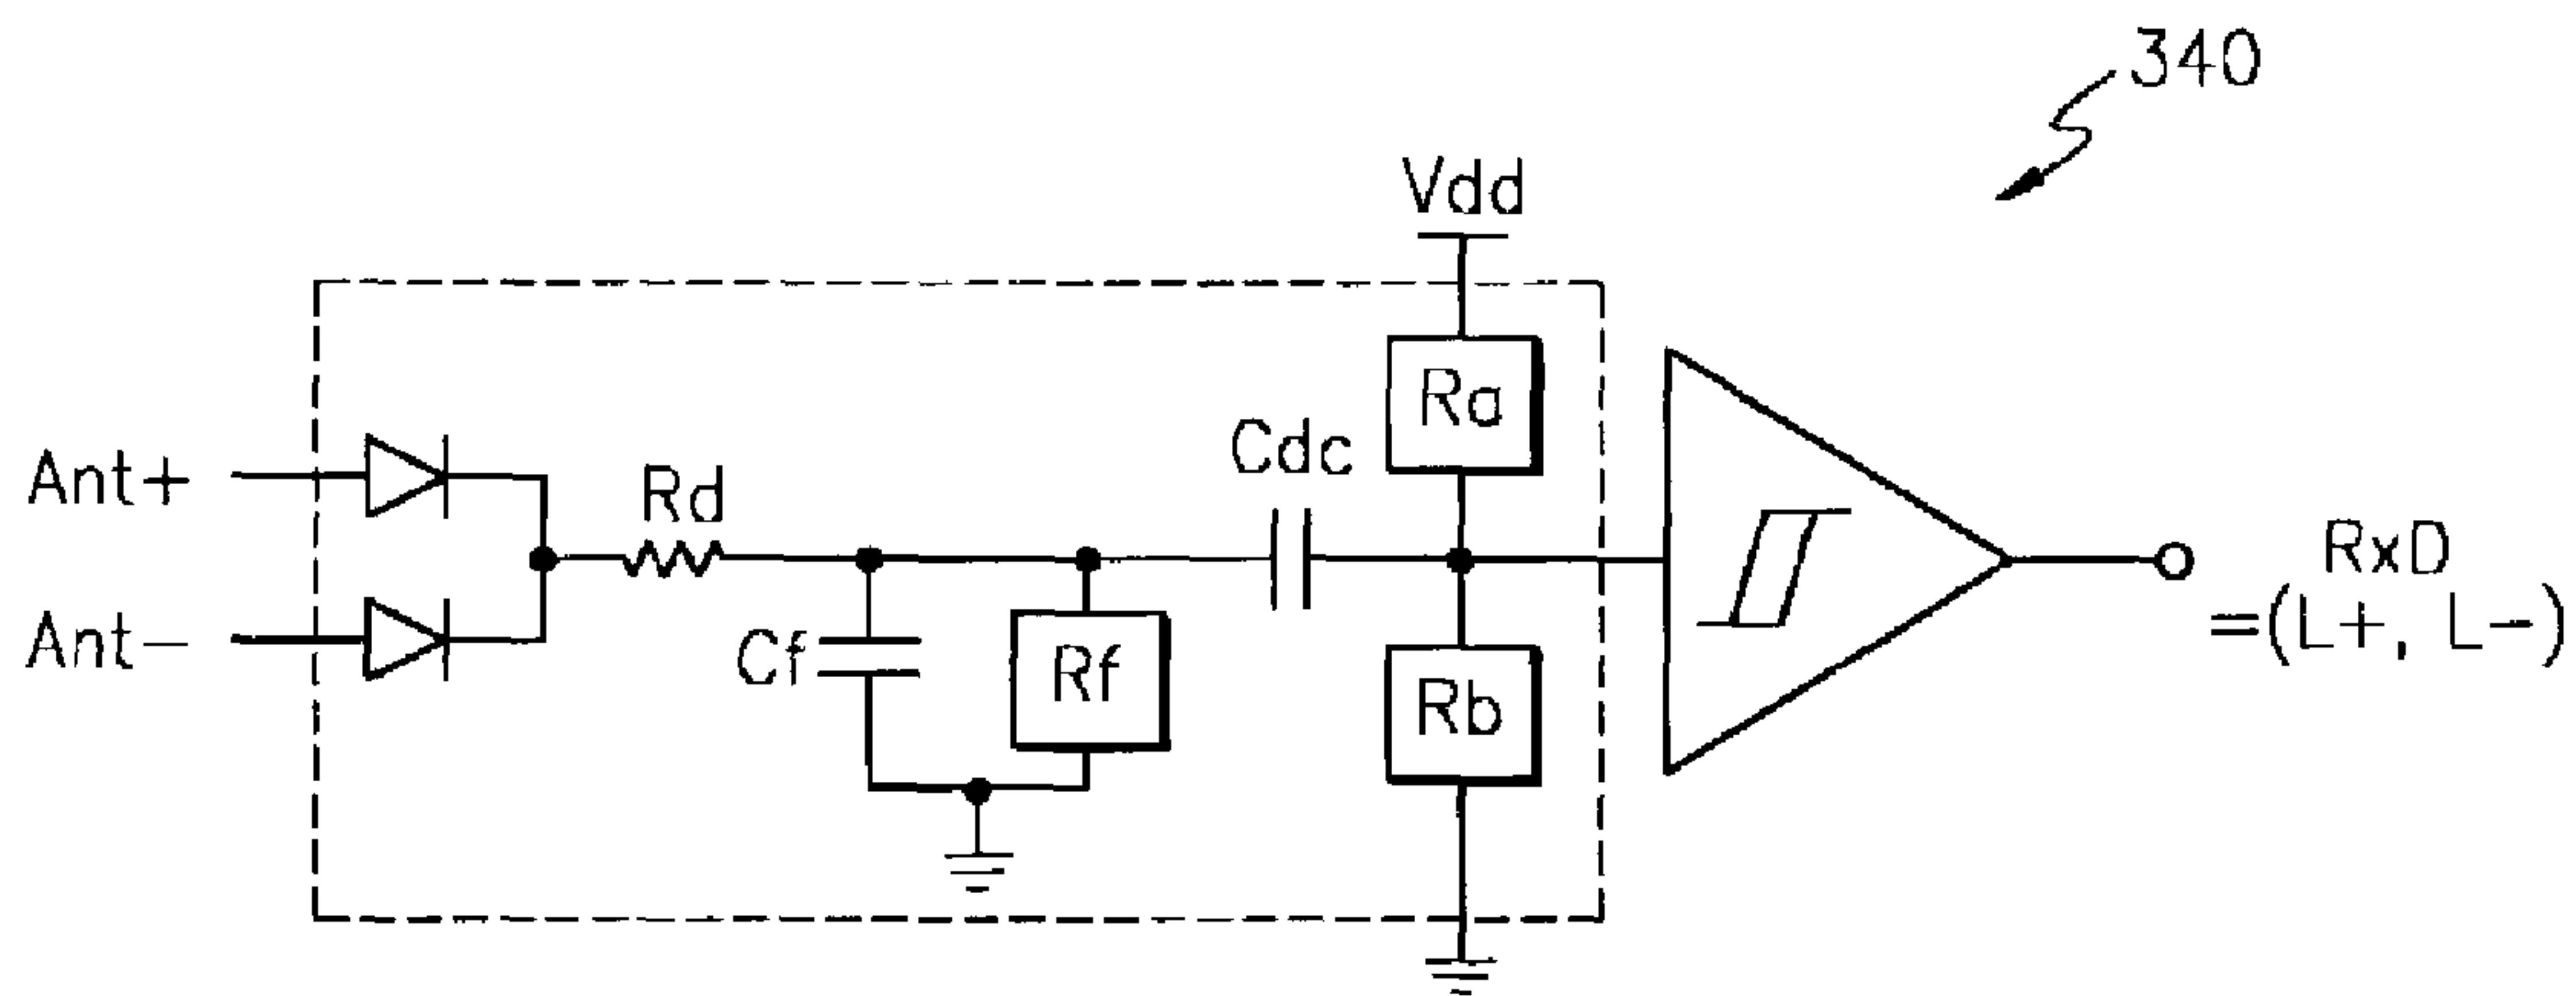 340
Vdd
Ra
Cdc
Ant+
Rd
RxD
=(L+, L-)
Ant-
Cf
Rf
Rb